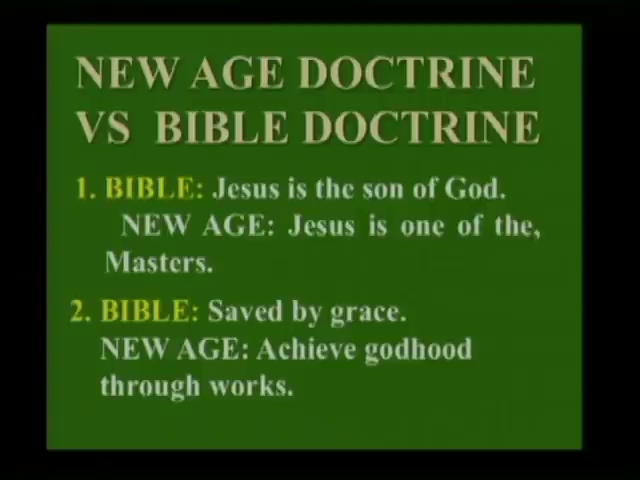 NEW AGE DOCTRINE
VS BIBLE DOCTRINE
1. BIBLE: Jesus is the son of God.
NEW AGE: Jesus is one of the,
Masters.
2. BIBLE: Saved by grace.
NEW AGE: Achieve godhood
through works.